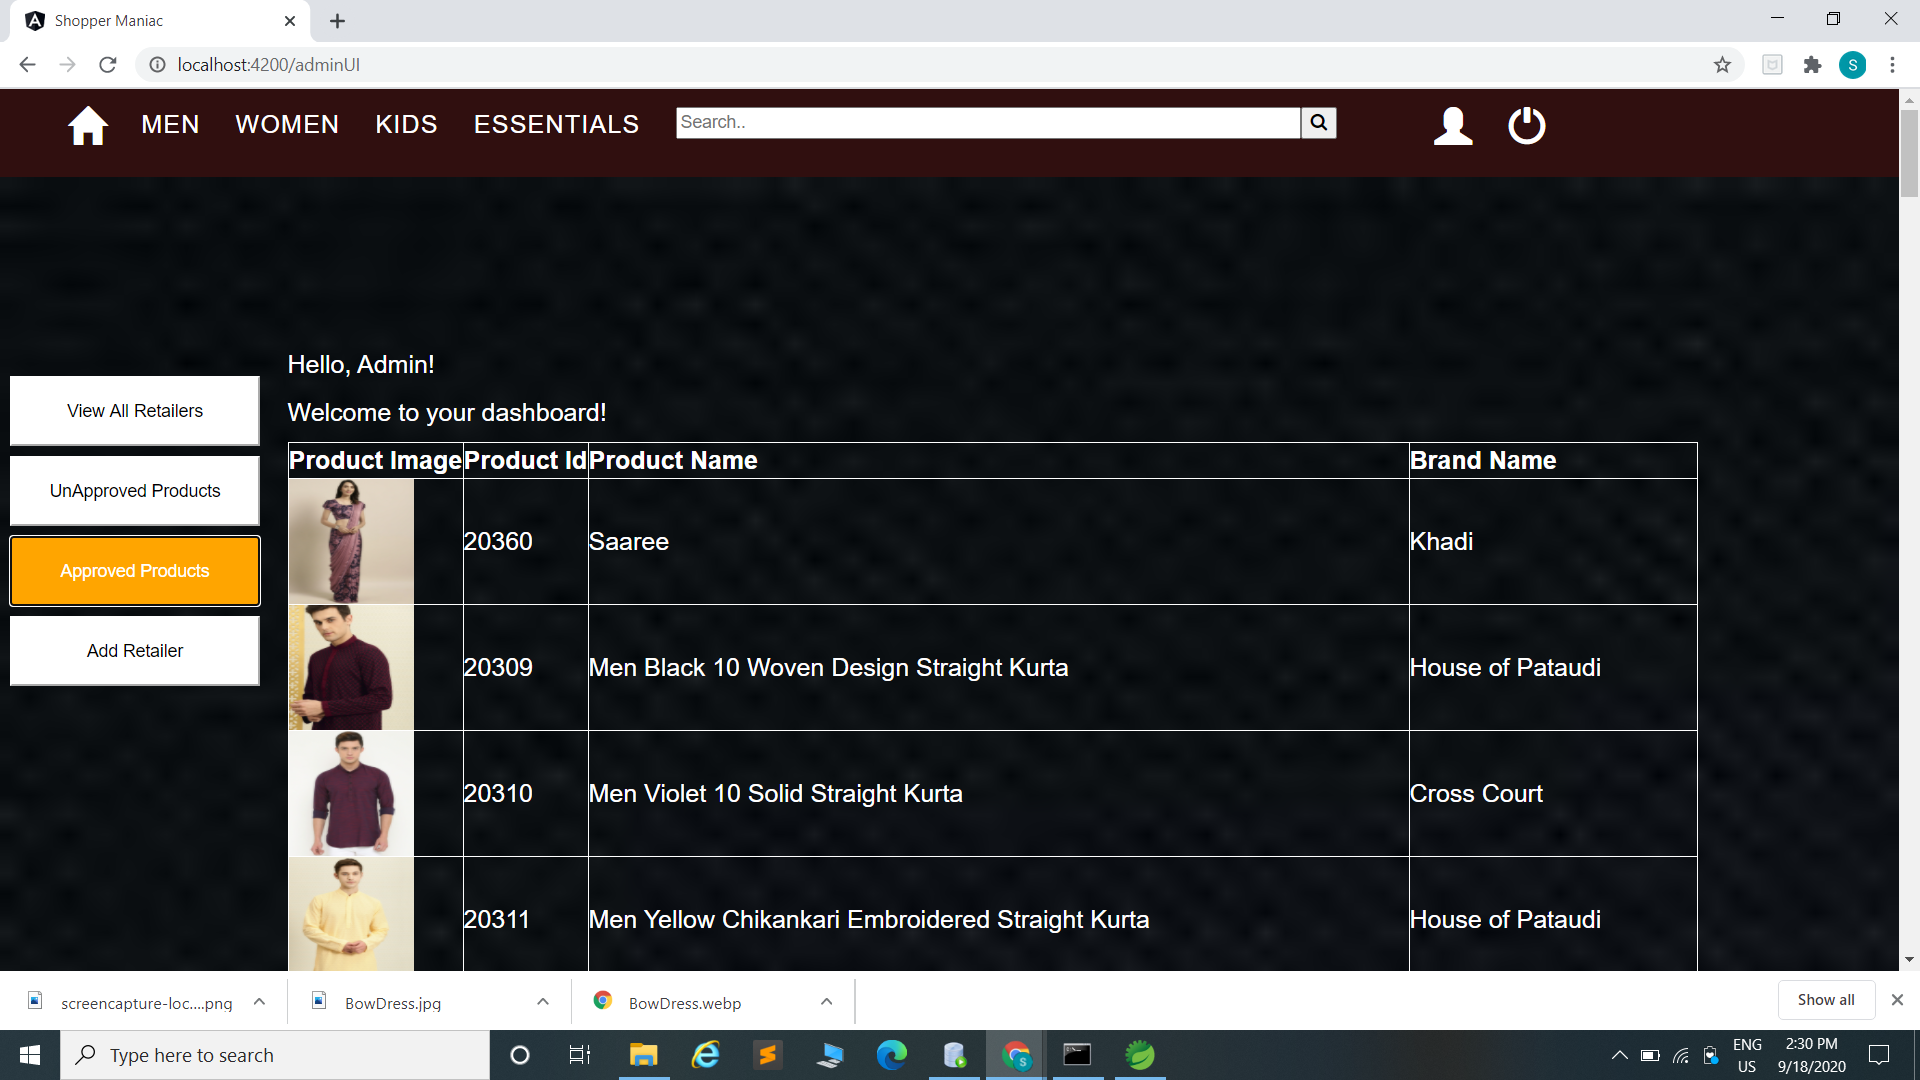 Shopper Maniac
localhost:4200/adminUI
S
MEN WOMEN KIDS ESSENTIALS
Search..
Hello, Admin!
Welcome to your dashboard!
View All Retailers
UnApproved Products
Approved Products
Add Retailer
Product Image Product Id Product Name Brand Name
20360 Saaree Khadi
20309 Men Black 10 Woven Design Straight Kurta House of Pataudi
20310 Men Violet 10 Solid Straight Kurta Cross Court
20311 Men Yellow Chikankari Embroidered Straight Kurta House of Pataudi
screencapture-loc....png BowDress.jpg BowDress.webp Show all
Type here to search
S
ENG
US
2:30 PM
9/18/2020